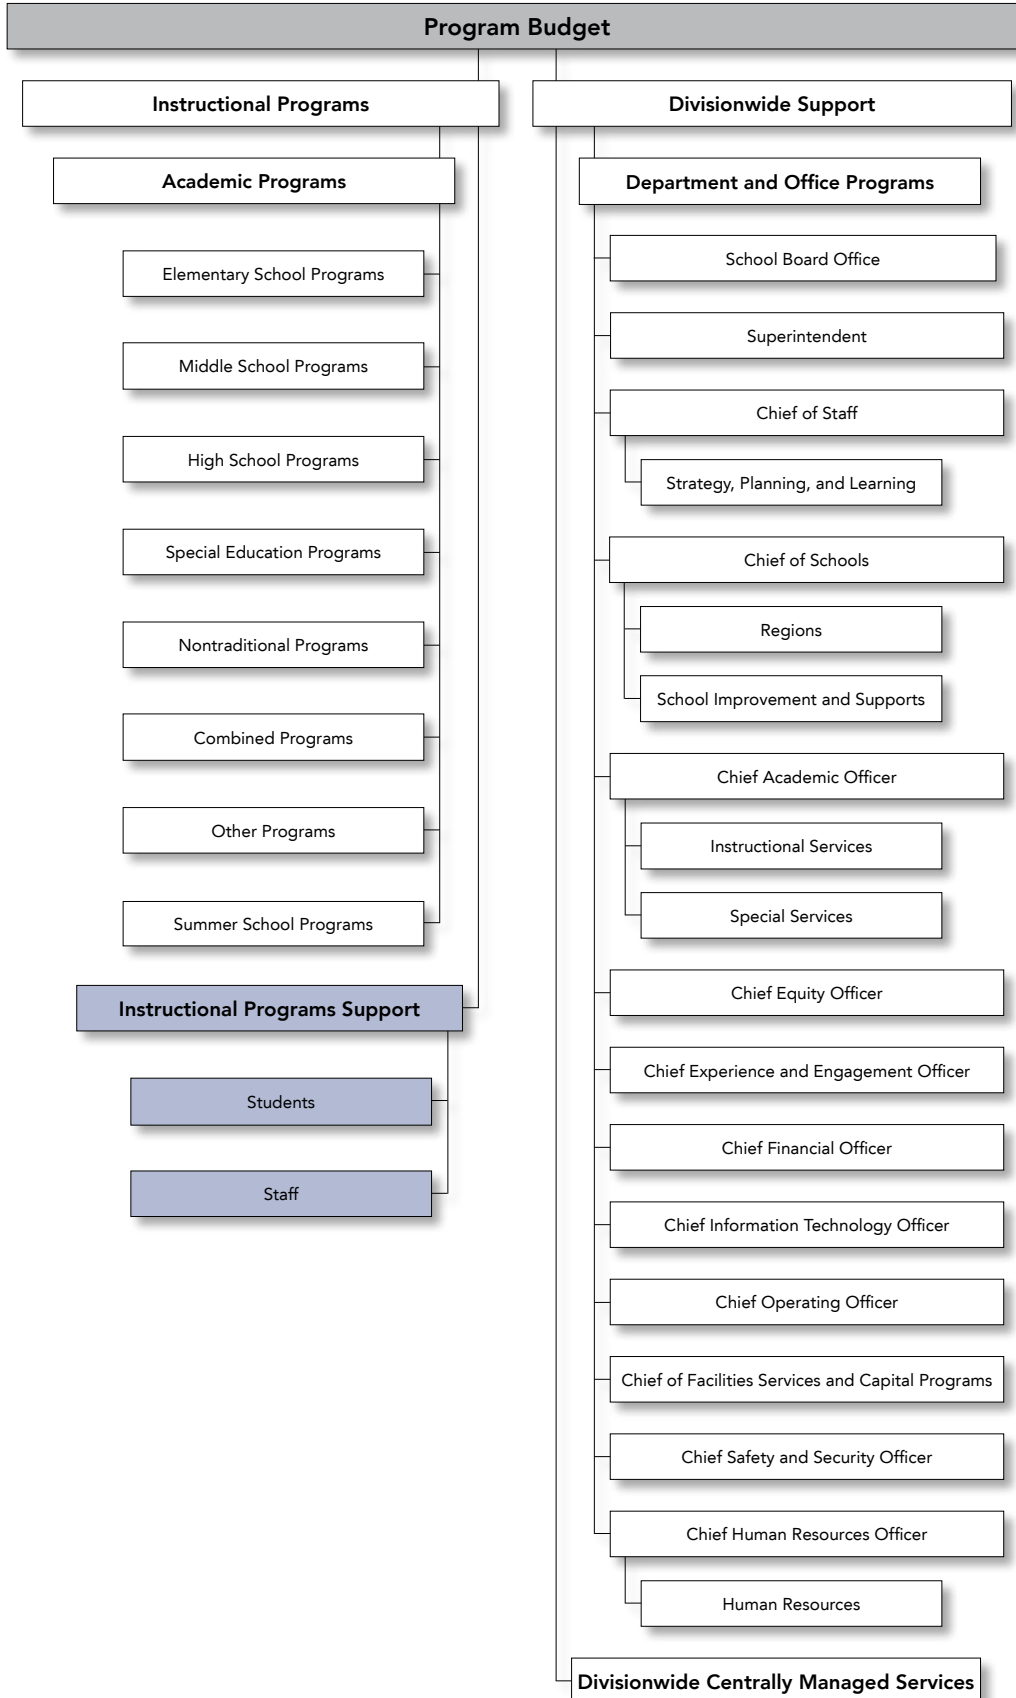 Program Budget
Instructional Programs
Academic Programs
Elementary School Programs
Middle School Programs
High School Programs
Special Education Programs
Nontraditional Programs
Combined Programs
Other Programs
Summer School Programs
Instructional Programs Support
Students
Staff
Divisionwide Support
Department and Office Programs
School Board Office
Superintendent
Chief of Staff
Strategy, Planning, and Learning
Chief of Schools
Regions
School Improvement and Supports
Chief Academic Officer
Instructional Services
Special Services
Chief Equity Officer
Chief Experience and Engagement Officer
Chief Financial Officer
Chief Information Technology Officer
Chief Operating Officer
Chief of Facilities Services and Capital Programs
Chief Safety and Security Officer
Chief Human Resources Officer
Human Resources
Divisionwide Centrally Managed Services